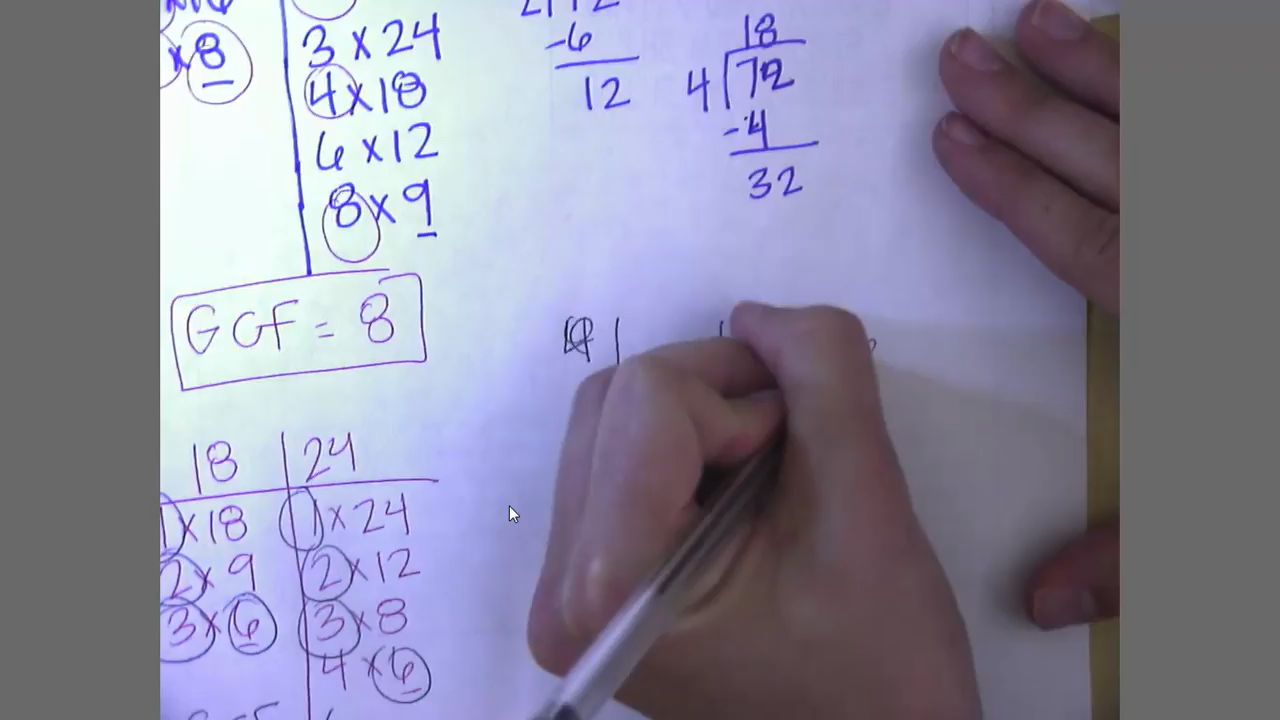 x 8
3 x 24
4 x 18
6 x 12
8 x 9
-6
12
18
4 72
-4
32
GCF = 8
18 24
1 x 18 1 x 24
2 x 9 2 x 12
3 x 6 3 x 8
4 x 6